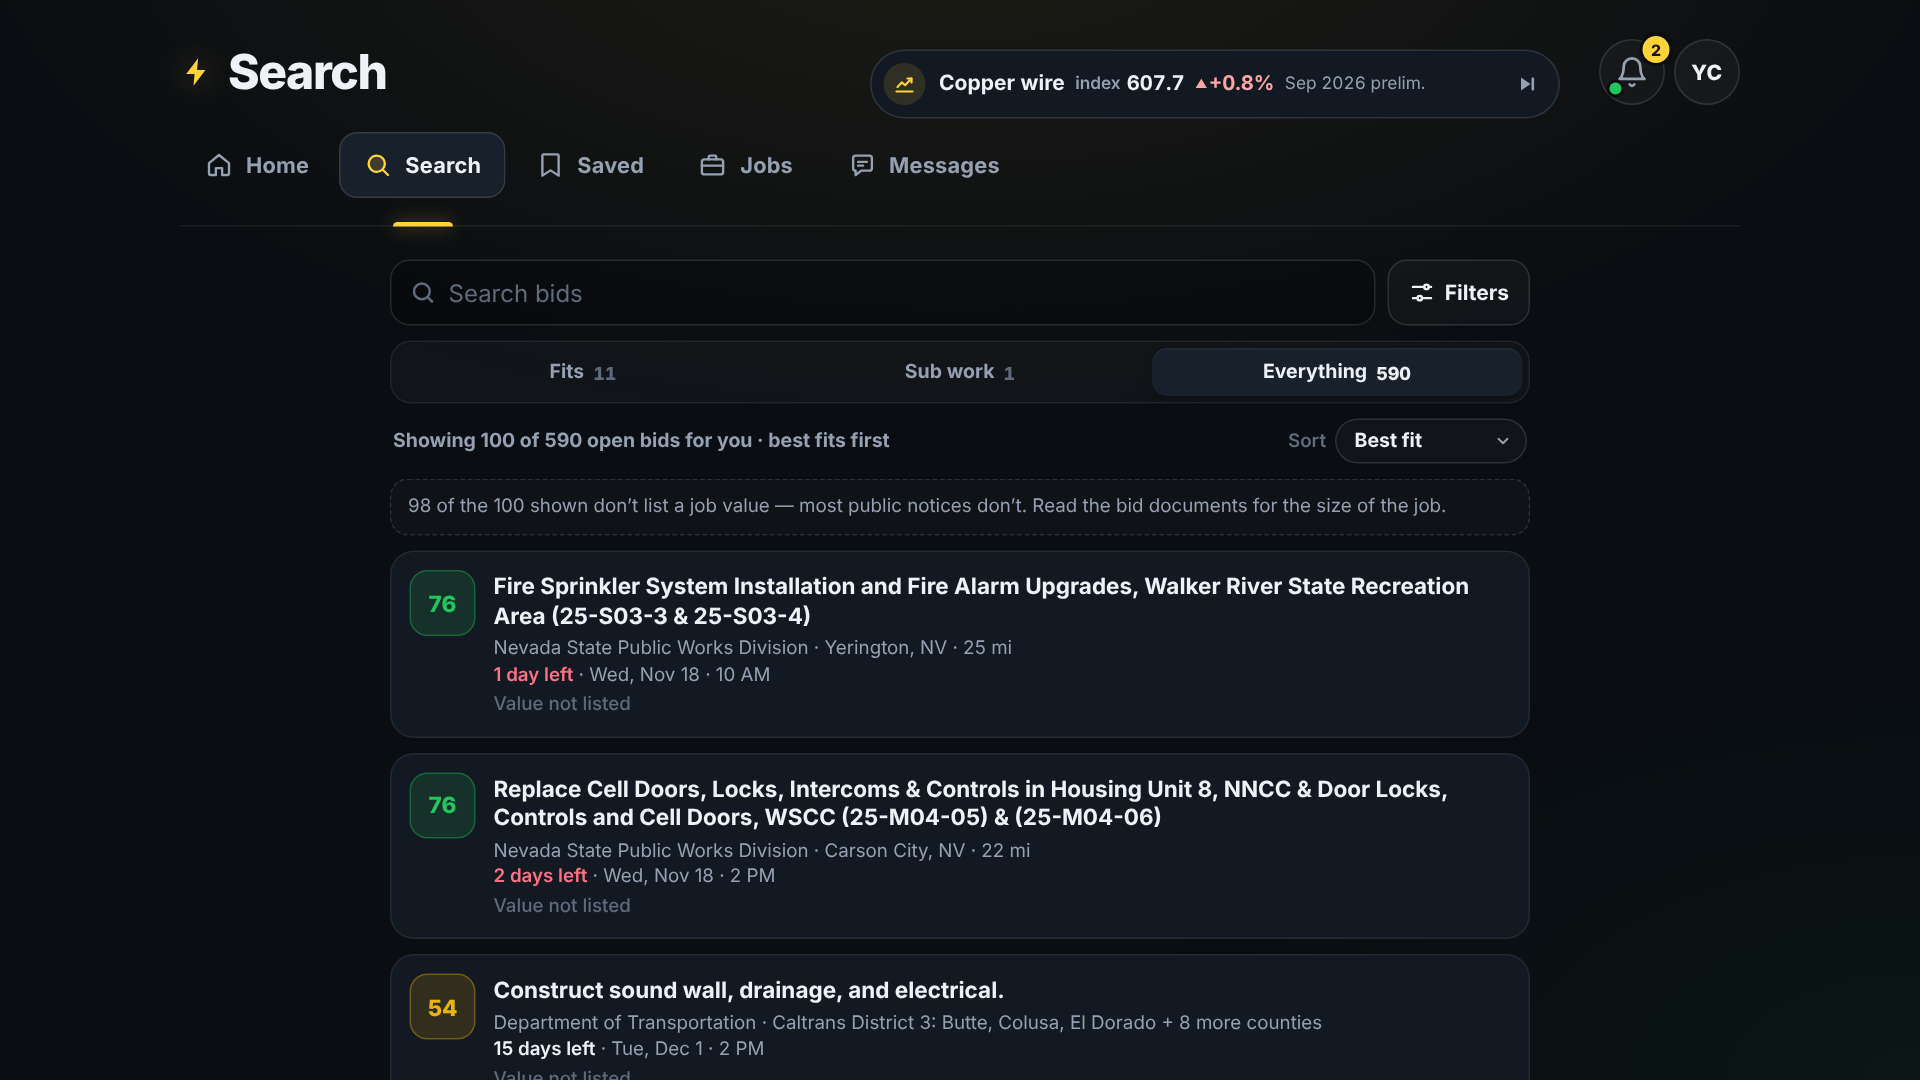 Search
Copper wire index 607.7 ▲+0.8% Sep 2026 prelim.
2
YC
Home
Search
Saved
Jobs
Messages
Search bids
Filters
Fits 11
Sub work 1
Everything 590
Showing 100 of 590 open bids for you · best fits first
Sort
Best fit
98 of the 100 shown don’t list a job value — most public notices don’t. Read the bid documents for the size of the job.
76
Fire Sprinkler System Installation and Fire Alarm Upgrades, Walker River State Recreation
Area (25-S03-3 & 25-S03-4)
Nevada State Public Works Division · Yerington, NV · 25 mi
1 day left · Wed, Nov 18 · 10 AM
Value not listed
76
Replace Cell Doors, Locks, Intercoms & Controls in Housing Unit 8, NNCC & Door Locks,
Controls and Cell Doors, WSCC (25-M04-05) & (25-M04-06)
Nevada State Public Works Division · Carson City, NV · 22 mi
2 days left · Wed, Nov 18 · 2 PM
Value not listed
54
Construct sound wall, drainage, and electrical.
Department of Transportation · Caltrans District 3: Butte, Colusa, El Dorado + 8 more counties
15 days left · Tue, Dec 1 · 2 PM
Value not listed